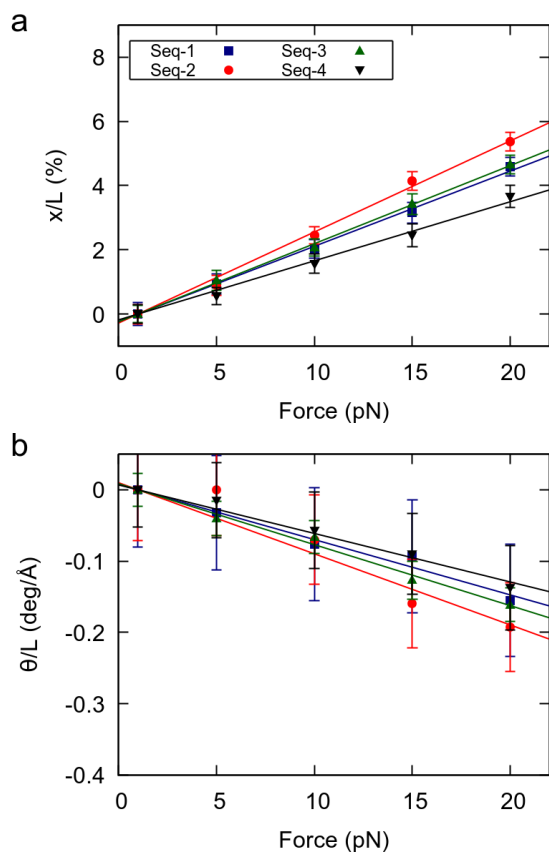 a
8
Seq-1 Seq-3
Seq-2 Seq-4
6
x/L (%)
4
2
0
0 5 10 15 20
Force (pN)
b
0
-0.1
θ/L (deg/Å)
-0.2
-0.3
-0.4
0 5 10 15 20
Force (pN)